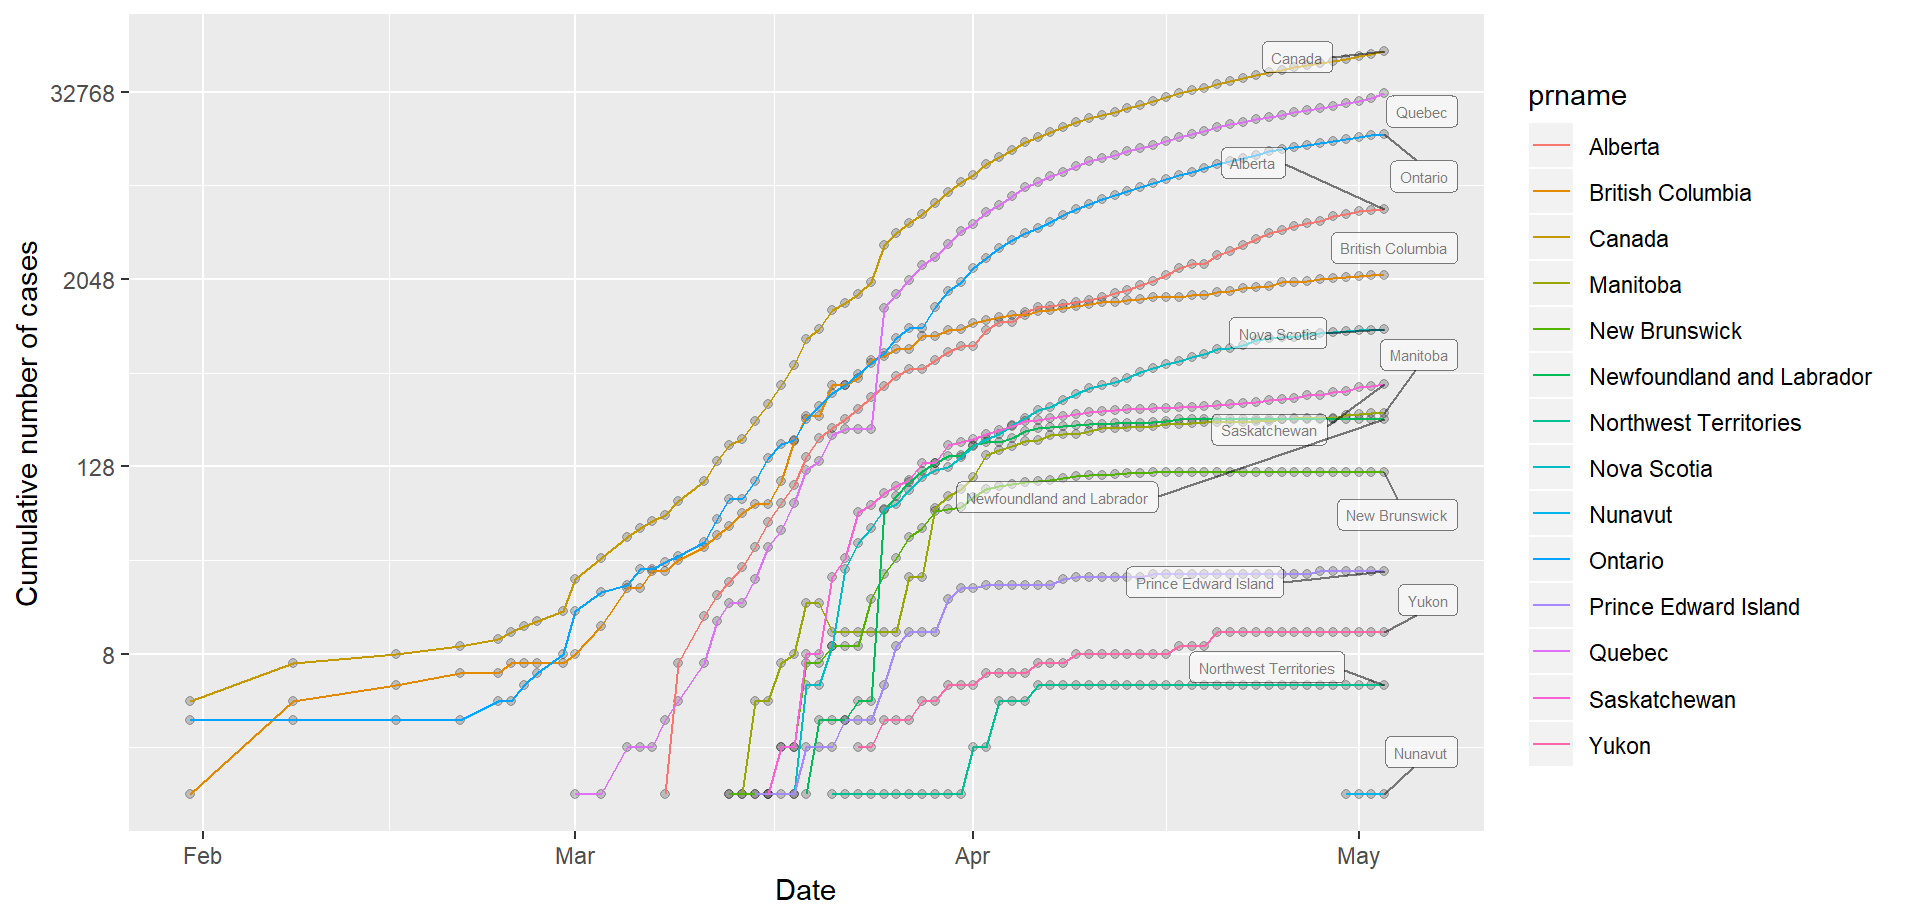 Cumulative number of cases
32768
2048
128
8
Feb
Mar
Apr
May
Date
Canada
Quebec
Alberta
Ontario
British Columbia
Nova Scotia
Manitoba
Saskatchewan
Newfoundland and Labrador
New Brunswick
Prince Edward Island
Yukon
Northwest Territories
Nunavut
prname
Alberta
British Columbia
Canada
Manitoba
New Brunswick
Newfoundland and Labrador
Northwest Territories
Nova Scotia
Nunavut
Ontario
Prince Edward Island
Quebec
Saskatchewan
Yukon